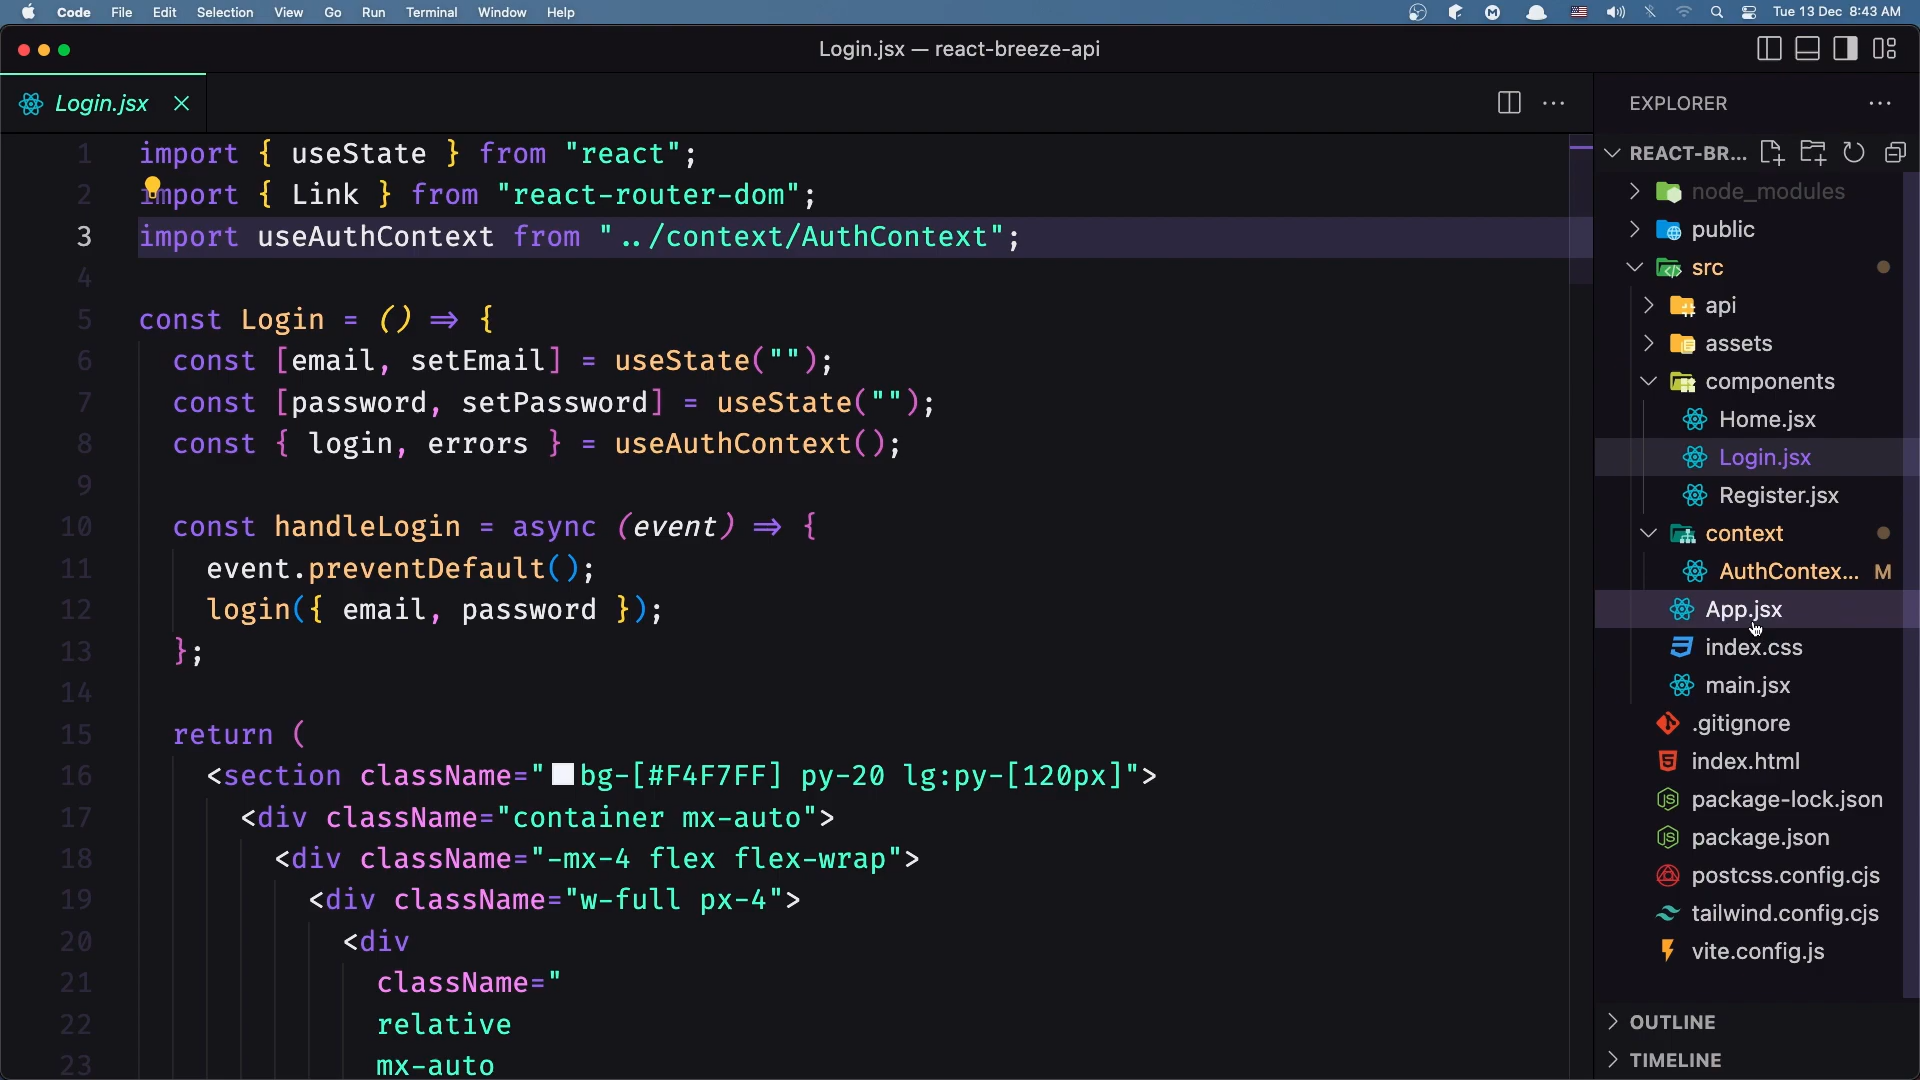 Code File Edit Selection View Go Run Terminal Window Help Tue 13 Dec 8:43 AM
Login.jsx — react-breeze-api
Login.jsx
1 import { useState } from "react";
2 import { Link } from "react-router-dom";
3 import useAuthContext from "../context/AuthContext";
4
5 const Login = () => {
6 const [email, setEmail] = useState("");
7 const [password, setPassword] = useState("");
8 const { login, errors } = useAuthContext();
9
10 const handleLogin = async (event) => {
11 event.preventDefault();
12 login({ email, password });
13 };
14
15 return (
16 <section className="bg-[#F4F7FF] py-20 lg:py-[120px]">
17 <div className="container mx-auto">
18 <div className="-mx-4 flex flex-wrap">
19 <div className="w-full px-4">
20 <div
21 className="
22 relative
23 mx-auto
EXPLORER
REACT-BR...
node_modules
public
src
api
assets
components
Home.jsx
Login.jsx
Register.jsx
context
AuthContex... M
App.jsx
index.css
main.jsx
.gitignore
index.html
package-lock.json
package.json
postcss.config.cjs
tailwind.config.cjs
vite.config.js
OUTLINE
TIMELINE